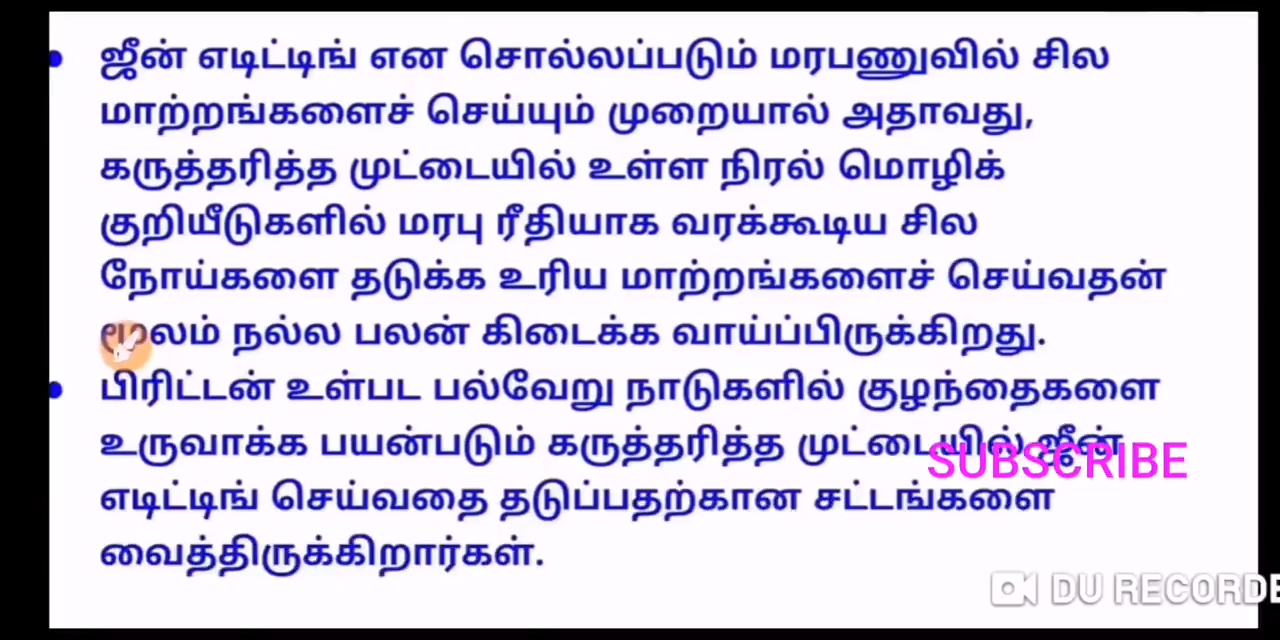 ஜீன் எடிட்டிங் என சொல்லப்படும் மரபணுவில் சில
மாற்றங்களைச் செய்யும் முறையால் அதாவது,
கருத்தரித்த முட்டையில் உள்ள நிரல் மொழிக்
குறியீடுகளில் மரபு ரீதியாக வரக்கூடிய சில
நோய்களை தடுக்க உரிய மாற்றங்களைச் செய்வதன்
மூலம் நல்ல பலன் கிடைக்க வாய்ப்பிருக்கிறது.
பிரிட்டன் உள்பட பல்வேறு நாடுகளில் குழந்தைகளை
உருவாக்க பயன்படும் கருத்தரித்த முட்டையில் ஜீன்
SUBSCRIBE
எடிட்டிங் செய்வதை தடுப்பதற்கான சட்டங்களை
வைத்திருக்கிறார்கள்.
DU RECORDE